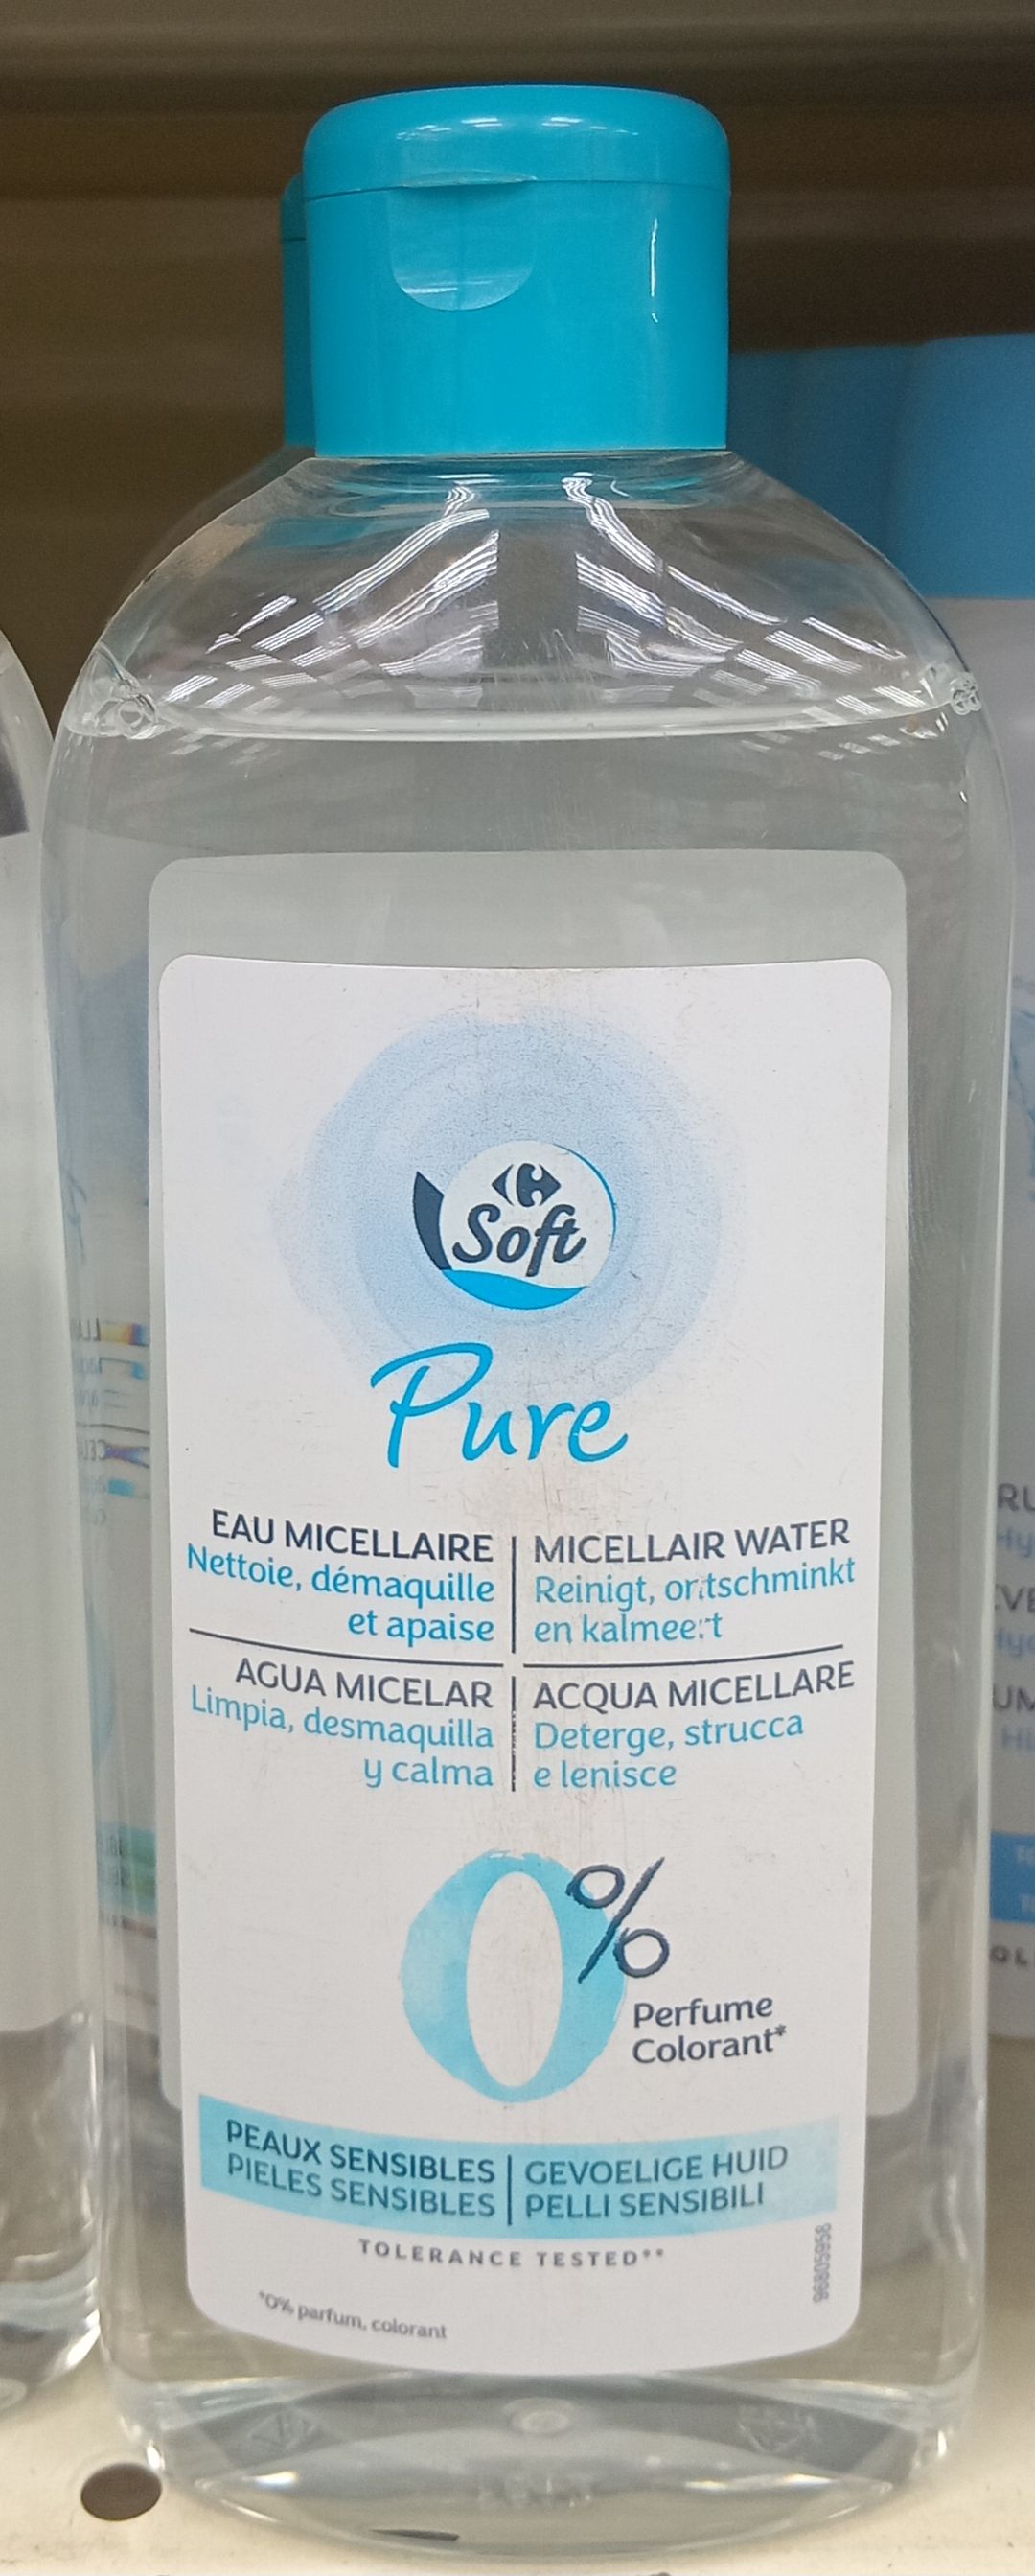 Soft
Pure
EAU MICELLAIRE
Nettoie, démaquille
et apaise
MICELLAIR WATER
Reinigt, ontschminkt
en kalmeert
AGUA MICELAR
Limpia, desmaquilla
y calma
ACQUA MICELLARE
Deterge, strucca
e lenisce
0%
Perfume
Colorant*
PEAUX SENSIBLES
PIELES SENSIBLES
GEVOELIGE HUID
PELLI SENSIBILI
TOLERANCE TESTED**
*0% parfum, colorant